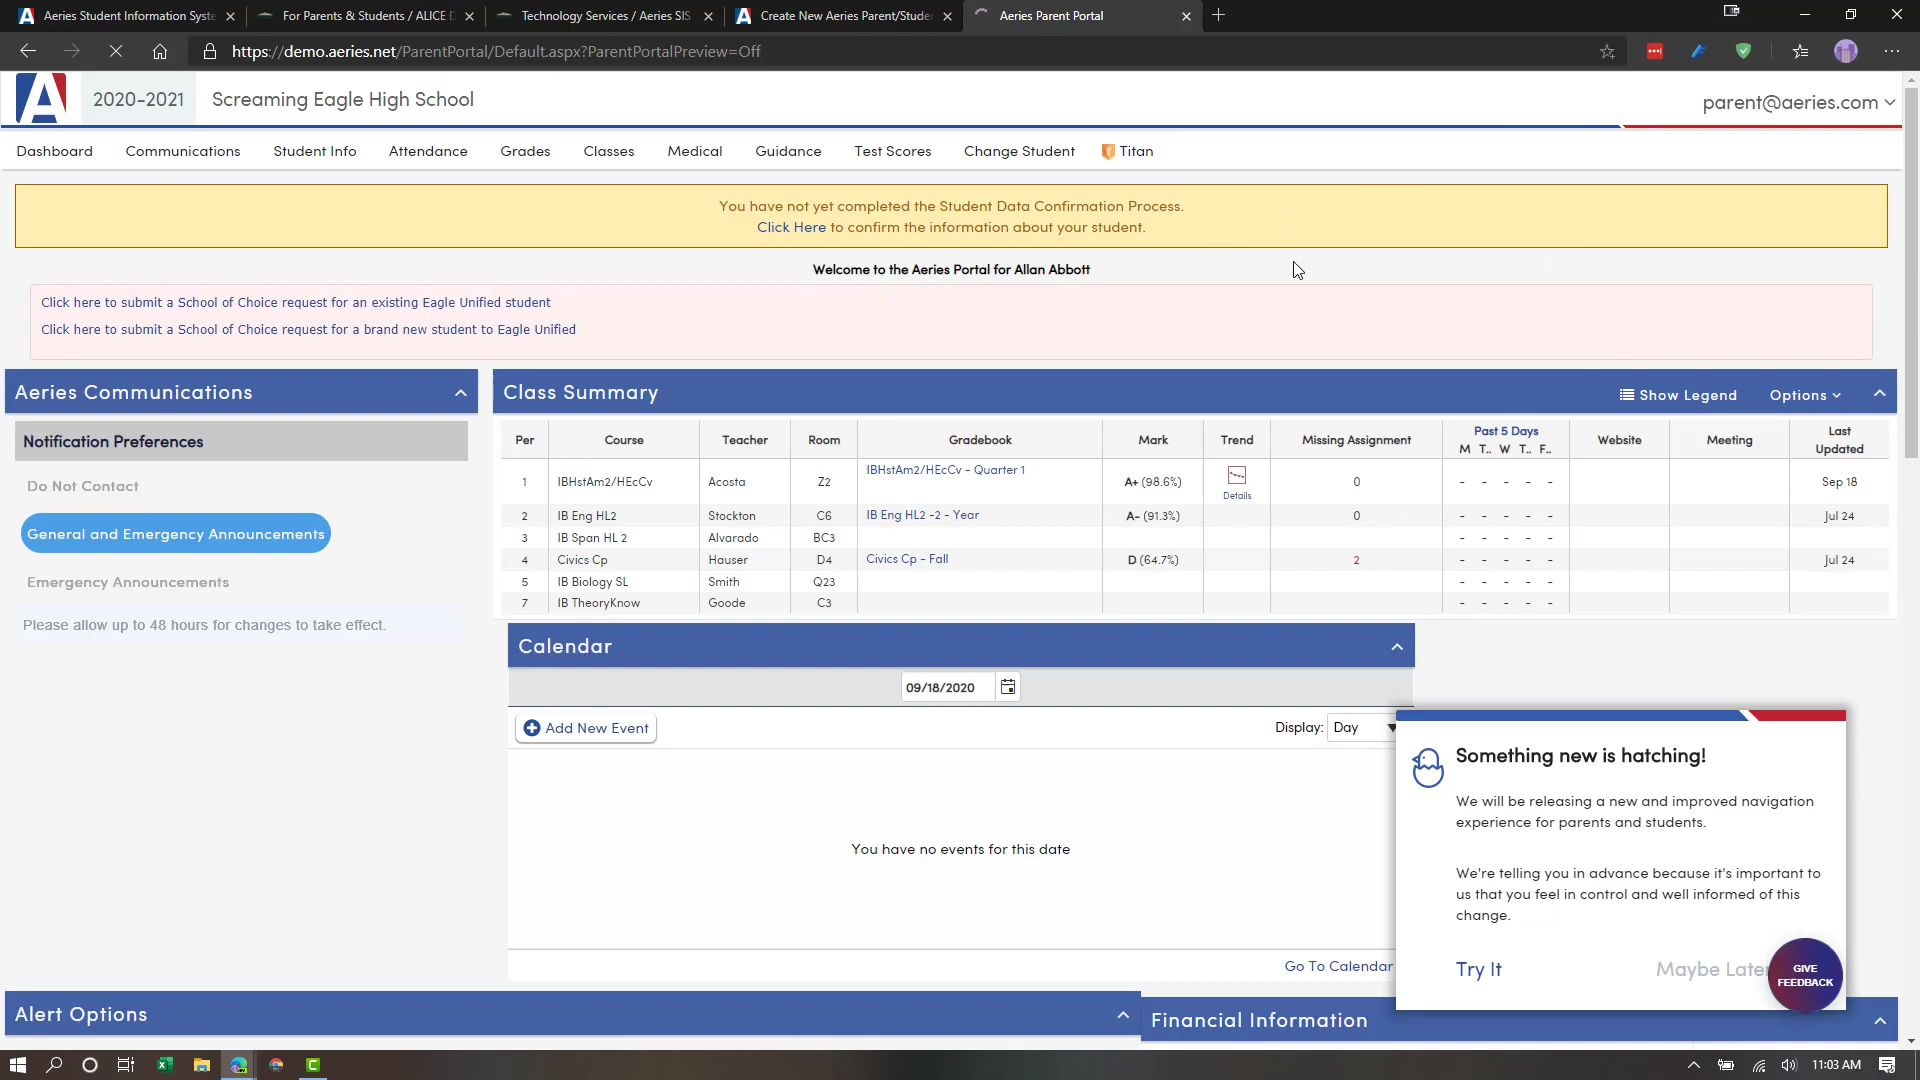 Aeries Student Information Syste
For Parents & Students / ALICE D
Technology Services / Aeries SIS
Create New Aeries Parent/Stude
Aeries Parent Portal
https://demo.aeries.net/ParentPortal/Default.aspx?ParentPortalPreview=Off
2020-2021
Screaming Eagle High School
parent@aeries.com
Dashboard
Communications
Student Info
Attendance
Grades
Classes
Medical
Guidance
Test Scores
Change Student
Titan
You have not yet completed the Student Data Confirmation Process.
Click Here to confirm the information about your student.
Welcome to the Aeries Portal for Allan Abbott
Click here to submit a School of Choice request for an existing Eagle Unified student
Click here to submit a School of Choice request for a brand new student to Eagle Unified
Aeries Communications
Notification Preferences
Do Not Contact
General and Emergency Announcements
Emergency Announcements
Please allow up to 48 hours for changes to take effect.
Class Summary
Show Legend
Options
Per Course Teacher Room Gradebook Mark Trend Missing Assignment Past 5 Days M T.. W T.. F.. Website Meeting Last Updated
1 IBHstAm2/HEcCv Acosta Z2 IBHstAm2/HEcCv - Quarter 1 A+ (98.6%) Details 0 - - - - - Sep 18
2 IB Eng HL2 Stockton C6 IB Eng HL2 -2 - Year A- (91.3%) 0 - - - - - Jul 24
3 IB Span HL 2 Alvarado BC3 - - - - -
4 Civics Cp Hauser D4 Civics Cp - Fall D (64.7%) 2 - - - - - Jul 24
5 IB Biology SL Smith Q23 - - - - -
7 IB TheoryKnow Goode C3 - - - - -
Calendar
09/18/2020
Add New Event
Display: Day
You have no events for this date
Go To Calendar
Something new is hatching!
We will be releasing a new and improved navigation
experience for parents and students.
We're telling you in advance because it's important to
us that you feel in control and well informed of this
change.
Try It
Maybe Later
GIVE
FEEDBACK
Alert Options
Financial Information
11:03 AM